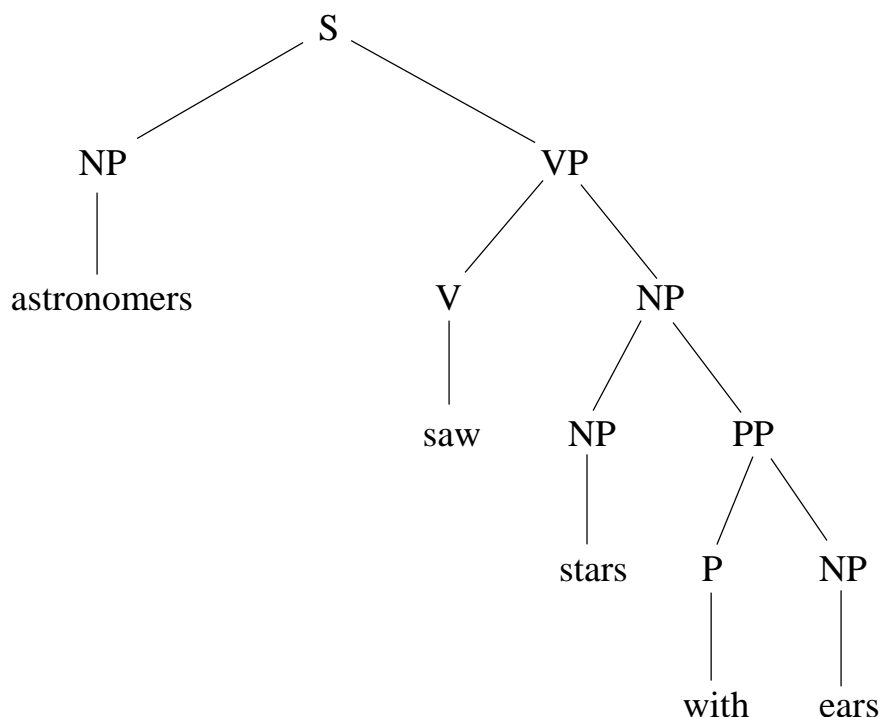 S
NP VP
astronomers V NP
saw NP PP
stars P NP
with ears